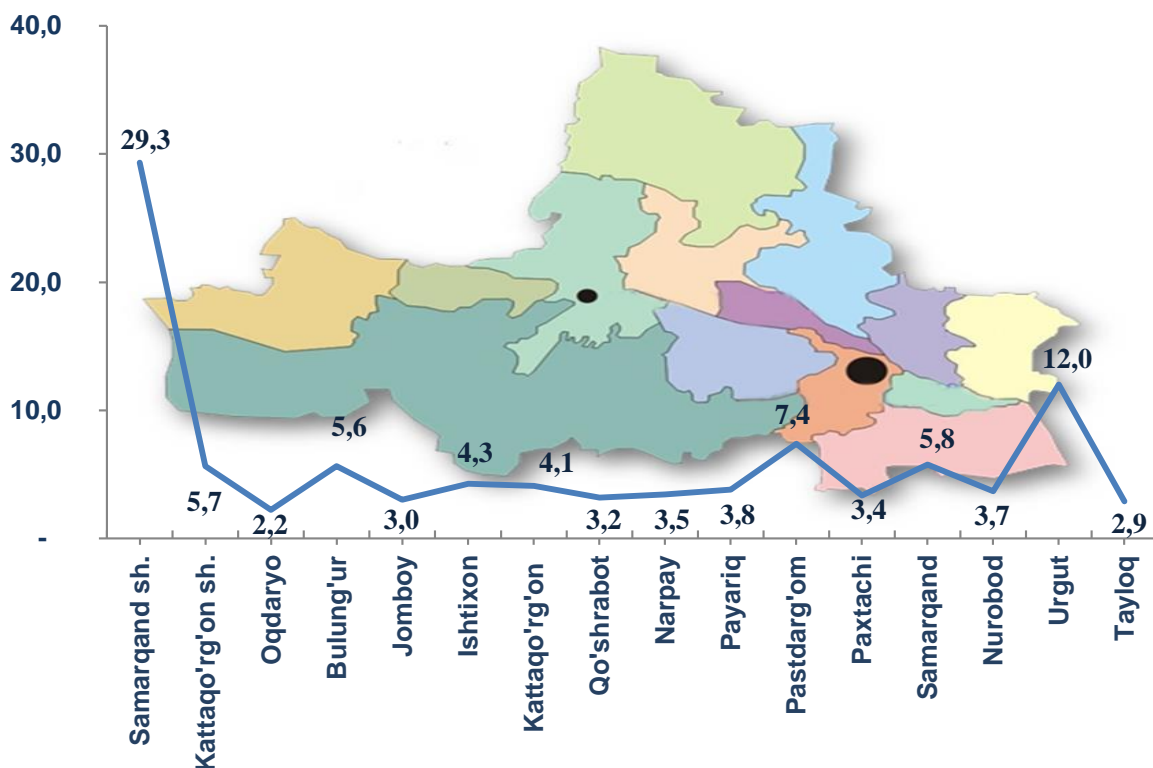 40,0
30,0
20,0
10,0
-
29,3
5,7
2,2
5,6
3,0
4,3
4,1
3,2
3,5
3,8
7,4
3,4
5,8
3,7
12,0
2,9
Samarqand sh.
Kattaqo'rg'on sh.
Oqdaryo
Bulung'ur
Jomboy
Ishtixon
Kattaqo'rg'on
Qo'shrabot
Narpay
Payariq
Pastdarg'om
Paxtachi
Samarqand
Nurobod
Urgut
Tayloq